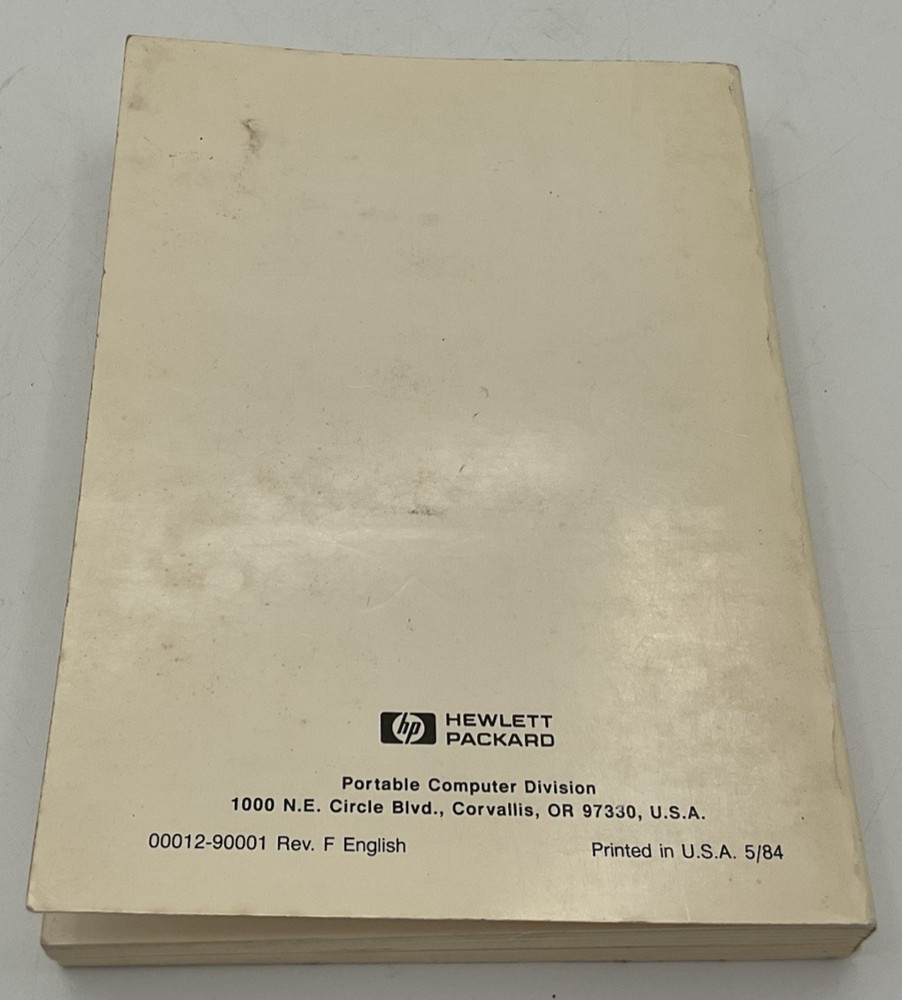 hp HEWLETT
PACKARD
Portable Computer Division
1000 N.E. Circle Blvd., Corvallis, OR 97330, U.S.A.
00012-90001 Rev. F English
Printed in U.S.A. 5/84